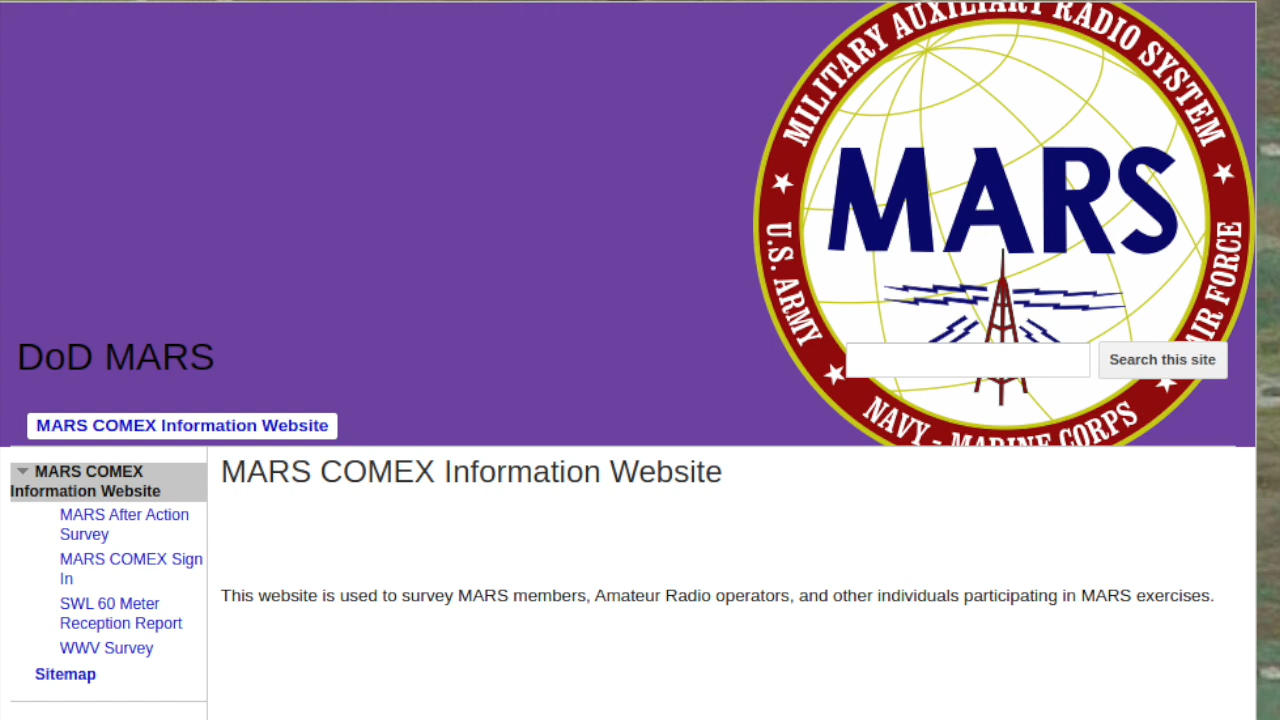 MILITARY AUXILIARY RADIO SYSTEM
MARS
U.S. ARMY
AIR FORCE
NAVY - MARINE CORPS
DoD MARS
Search this site
MARS COMEX Information Website
MARS COMEX
Information Website
MARS After Action
Survey
MARS COMEX Sign
In
SWL 60 Meter
Reception Report
WWV Survey
Sitemap
MARS COMEX Information Website
This website is used to survey MARS members, Amateur Radio operators, and other individuals participating in MARS exercises.